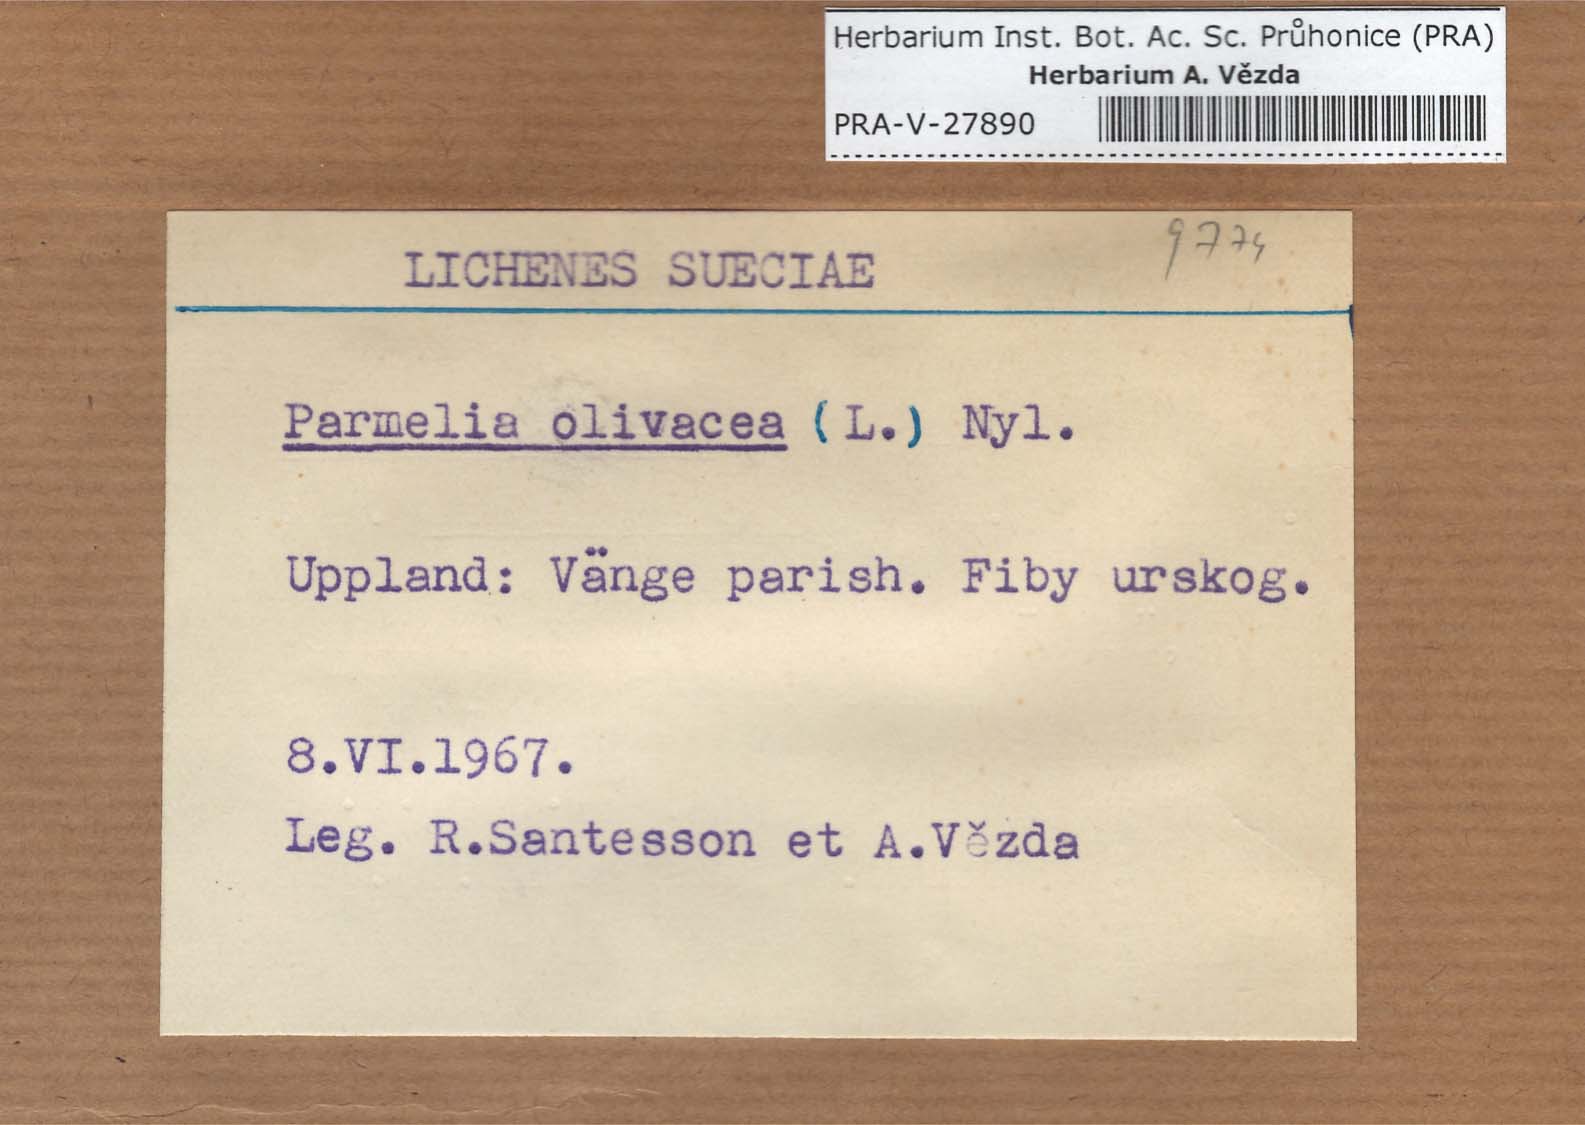 Herbarium Inst. Bot. Ac. Sc. Průhonice (PRA)
Herbarium A. Vězda
PRA-V-27890
9774
LICHENES SUECIAE
Parmelia olivacea (L.) Nyl.
Uppland: Vänge parish. Fiby urskog.
8.VI.1967.
Leg. R.Santesson et A.Vězda